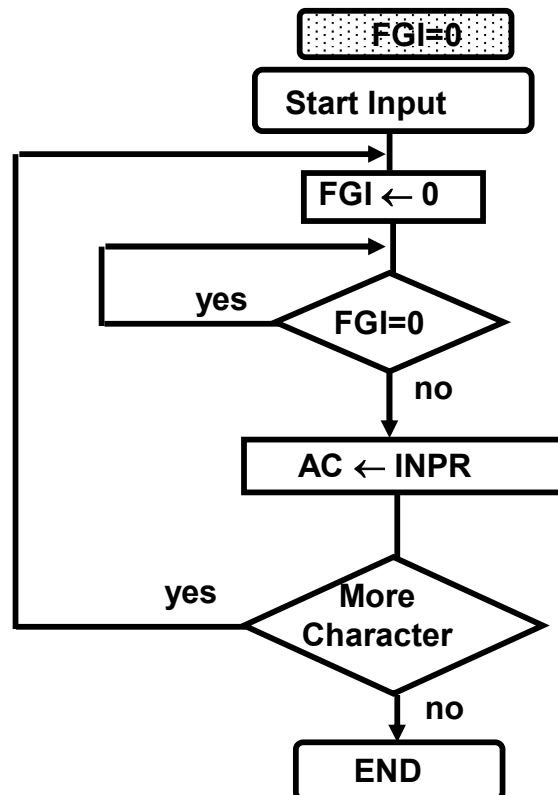 FGI=0
Start Input
FGI ← 0
yes
FGI=0
no
AC ← INPR
yes
More
Character
no
END